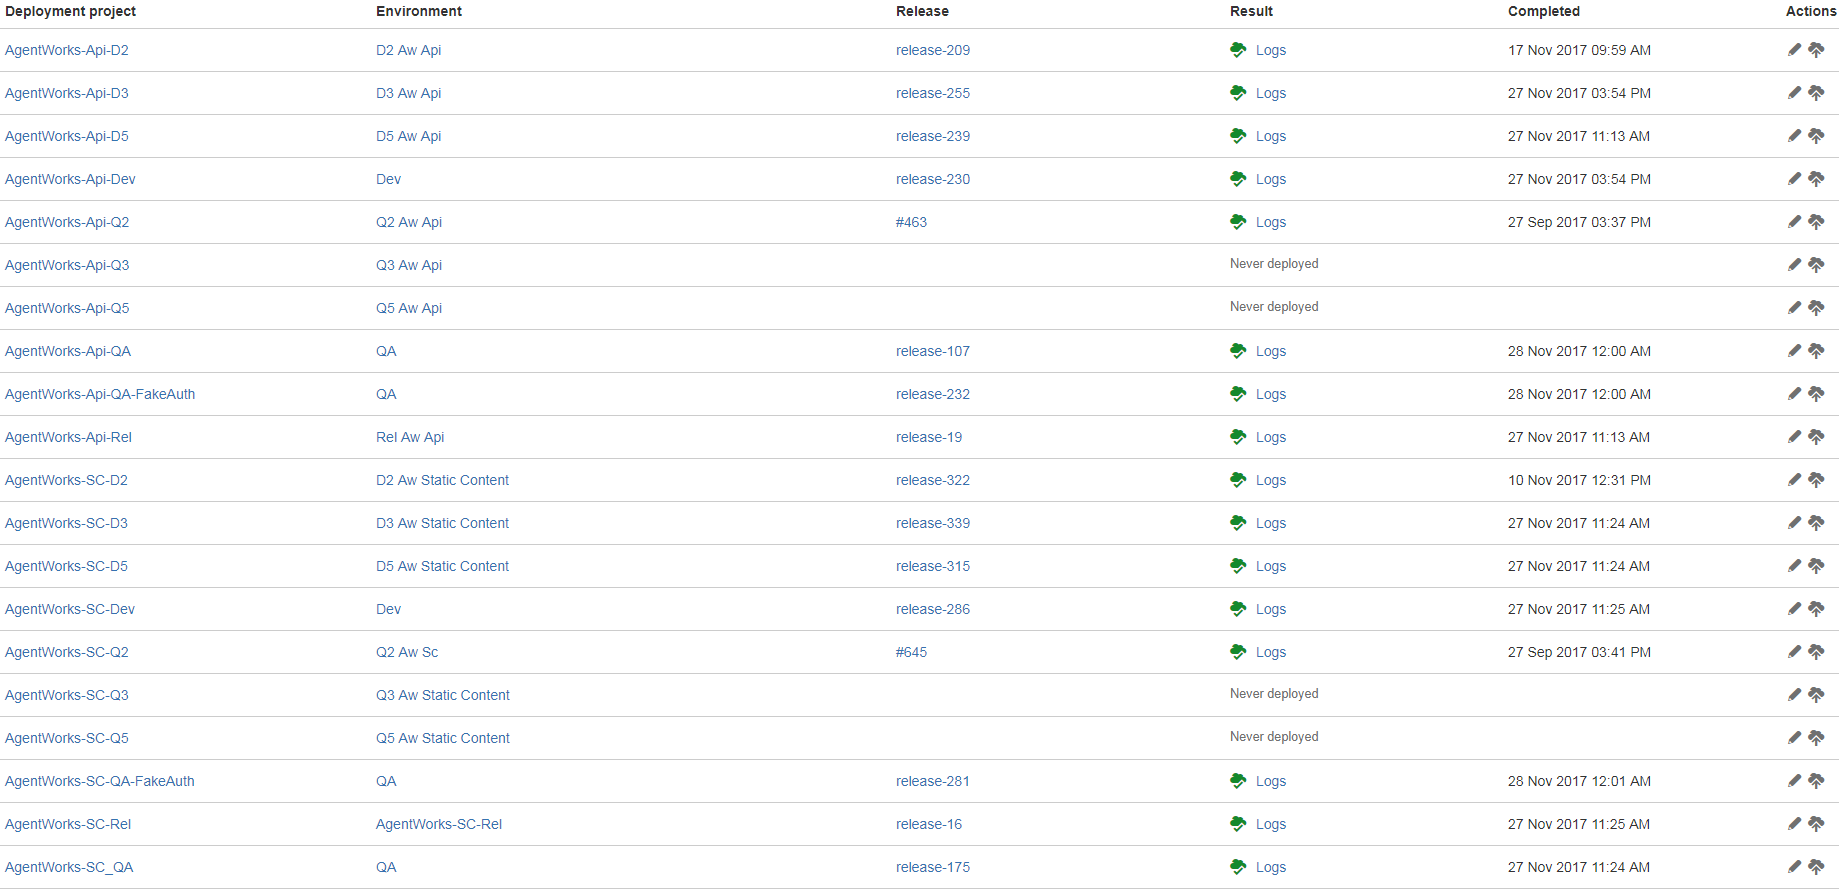 Deployment project Environment Release Result Completed Actions
AgentWorks-Api-D2 D2 Aw Api release-209 Logs 17 Nov 2017 09:59 AM
AgentWorks-Api-D3 D3 Aw Api release-255 Logs 27 Nov 2017 03:54 PM
AgentWorks-Api-D5 D5 Aw Api release-239 Logs 27 Nov 2017 11:13 AM
AgentWorks-Api-Dev Dev release-230 Logs 27 Nov 2017 03:54 PM
AgentWorks-Api-Q2 Q2 Aw Api #463 Logs 27 Sep 2017 03:37 PM
AgentWorks-Api-Q3 Q3 Aw Api Never deployed
AgentWorks-Api-Q5 Q5 Aw Api Never deployed
AgentWorks-Api-QA QA release-107 Logs 28 Nov 2017 12:00 AM
AgentWorks-Api-QA-FakeAuth QA release-232 Logs 28 Nov 2017 12:00 AM
AgentWorks-Api-Rel Rel Aw Api release-19 Logs 27 Nov 2017 11:13 AM
AgentWorks-SC-D2 D2 Aw Static Content release-322 Logs 10 Nov 2017 12:31 PM
AgentWorks-SC-D3 D3 Aw Static Content release-339 Logs 27 Nov 2017 11:24 AM
AgentWorks-SC-D5 D5 Aw Static Content release-315 Logs 27 Nov 2017 11:24 AM
AgentWorks-SC-Dev Dev release-286 Logs 27 Nov 2017 11:25 AM
AgentWorks-SC-Q2 Q2 Aw Sc #645 Logs 27 Sep 2017 03:41 PM
AgentWorks-SC-Q3 Q3 Aw Static Content Never deployed
AgentWorks-SC-Q5 Q5 Aw Static Content Never deployed
AgentWorks-SC-QA-FakeAuth QA release-281 Logs 28 Nov 2017 12:01 AM
AgentWorks-SC-Rel AgentWorks-SC-Rel release-16 Logs 27 Nov 2017 11:25 AM
AgentWorks-SC_QA QA release-175 Logs 27 Nov 2017 11:24 AM